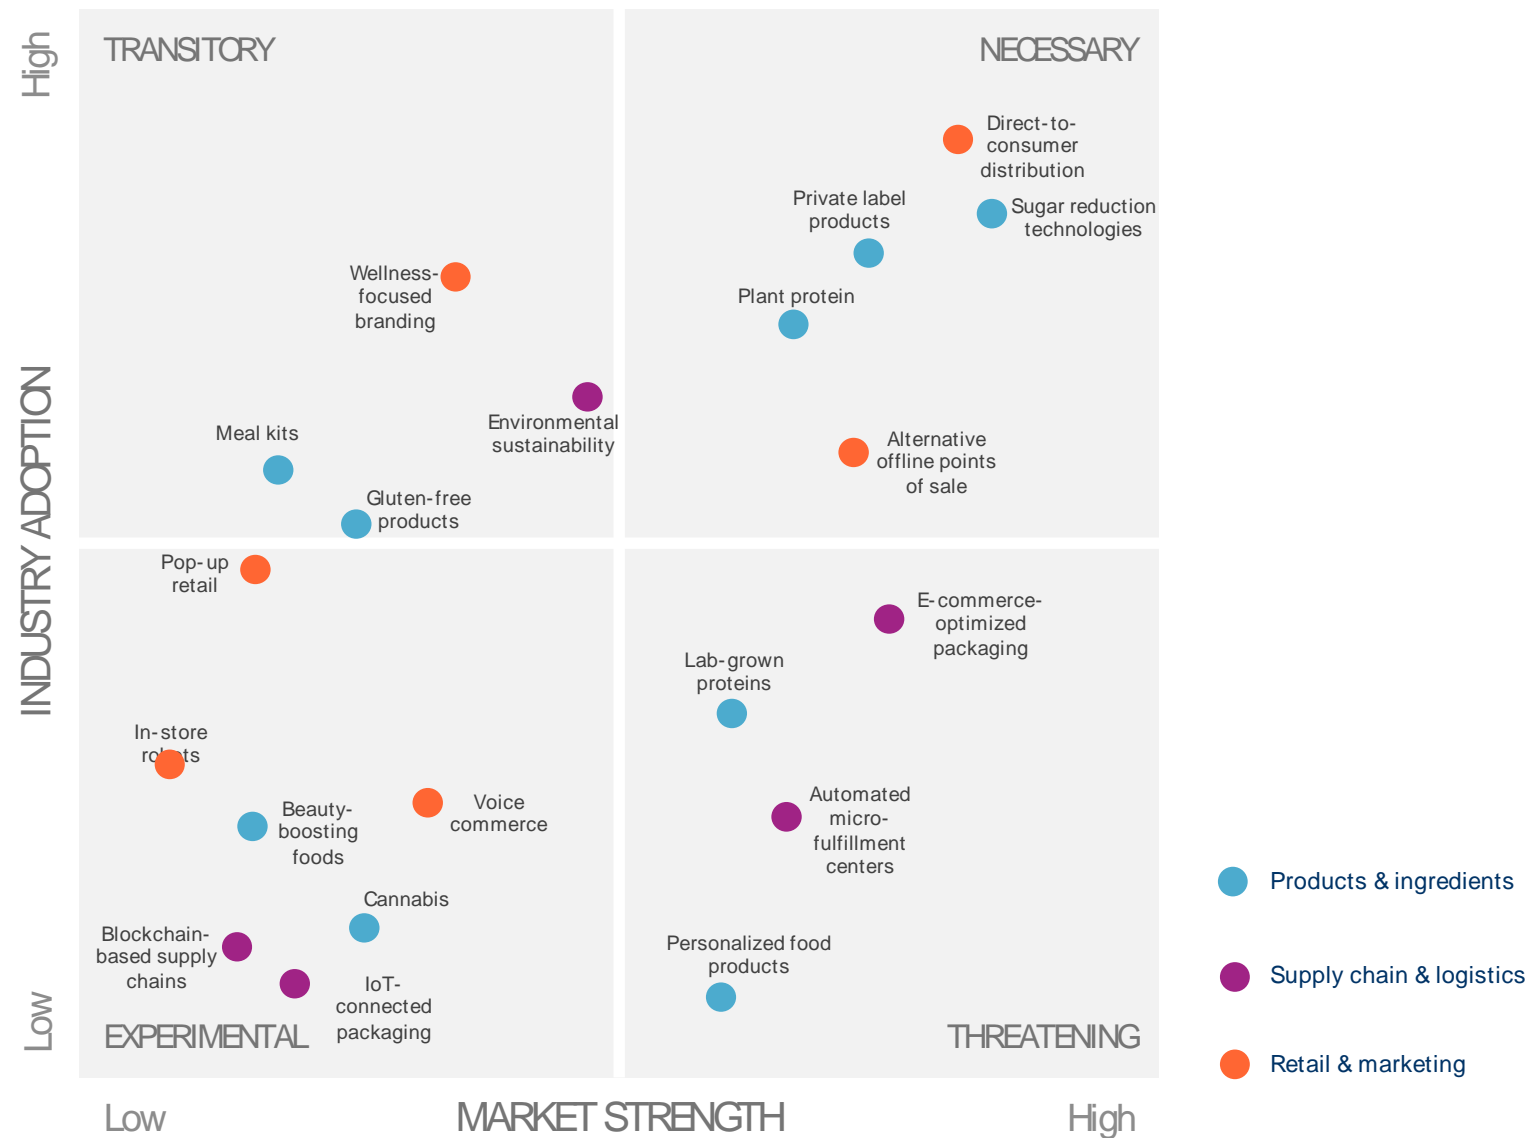 High
TRANSITORY
NECESSARY
Direct-to-
consumer
distribution
Private label
products
Sugar reduction
technologies
Wellness-
focused
branding
Plant protein
Environmental
sustainability
Meal kits
Alternative
offline points
of sale
Gluten-free
products
INDUSTRY ADOPTION
Pop-up
retail
E-commerce-
optimized
packaging
Lab-grown
proteins
In-store
robots
Beauty-
boosting
foods
Voice
commerce
Automated
micro-
fulfillment
centers
Cannabis
Blockchain-
based supply
chains
IoT-
connected
packaging
Personalized food
products
Low
EXPERIMENTAL
THREATENING
Low
MARKET STRENGTH
High
Products & ingredients
Supply chain & logistics
Retail & marketing